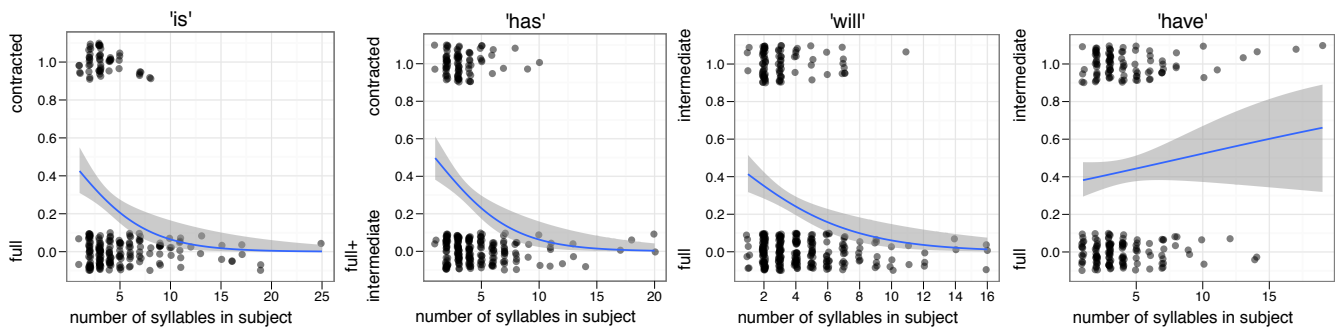 'is'
contracted
full
1.0
0.8
0.6
0.4
0.2
0.0
5
10
15
20
25
number of syllables in subject
'has'
contracted
full+
intermediate
1.0
0.8
0.6
0.4
0.2
0.0
5
10
15
20
number of syllables in subject
'will'
intermediate
full
1.0
0.8
0.6
0.4
0.2
0.0
2
4
6
8
10
12
14
16
number of syllables in subject
'have'
intermediate
full
1.0
0.8
0.6
0.4
0.2
0.0
5
10
15
number of syllables in subject